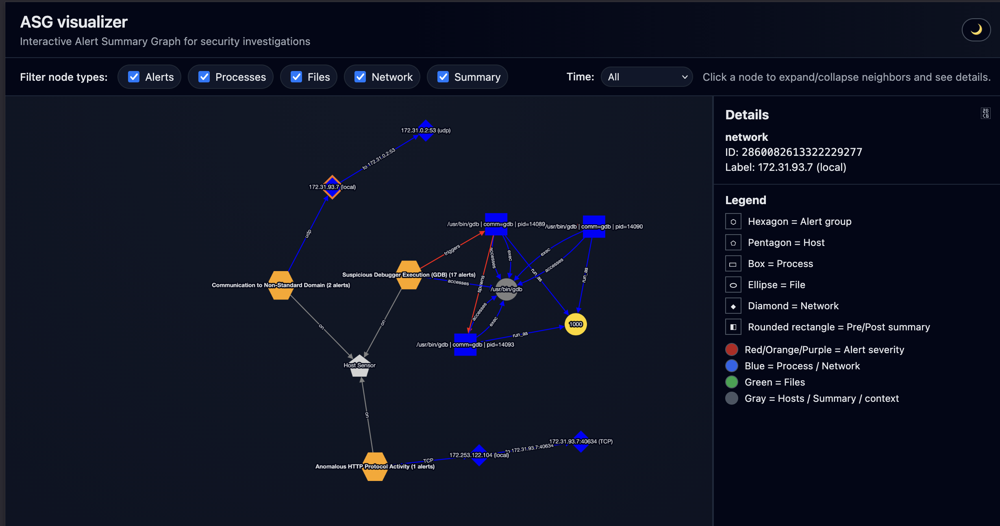 ASG visualizer
Interactive Alert Summary Graph for security investigations
Filter node types:
Alerts
Processes
Files
Network
Summary
Time:
All
Click a node to expand/collapse neighbors and see details.
172.31.0.2:53 (udp)
to 172.31.0.2:53
172.31.93.7 (local)
udp
/usr/bin/gdb | comm=gdb | pid=14089
/usr/bin/gdb | comm=gdb | pid=14090
triggers
accesses
exec
exec
accesses
run_as
run_as
Suspicious Debugger Execution (GDB) (17 alerts)
accesses
spawns
Communication to Non-Standard Domain (2 alerts)
/usr/bin/gdb
accesses
exec
on
on
1000
run_as
/usr/bin/gdb | comm=gdb | pid=14093
Host Sensor
on
172.31.93.7:40634 (TCP)
to 172.31.93.7:40634
172.253.122.104 (local)
TCP
Anomalous HTTP Protocol Activity (1 alerts)
Details
network
ID: 2860082613322229277
Label: 172.31.93.7 (local)
Legend
Hexagon = Alert group
Pentagon = Host
Box = Process
Ellipse = File
Diamond = Network
Rounded rectangle = Pre/Post summary
Red/Orange/Purple = Alert severity
Blue = Process / Network
Green = Files
Gray = Hosts / Summary / context